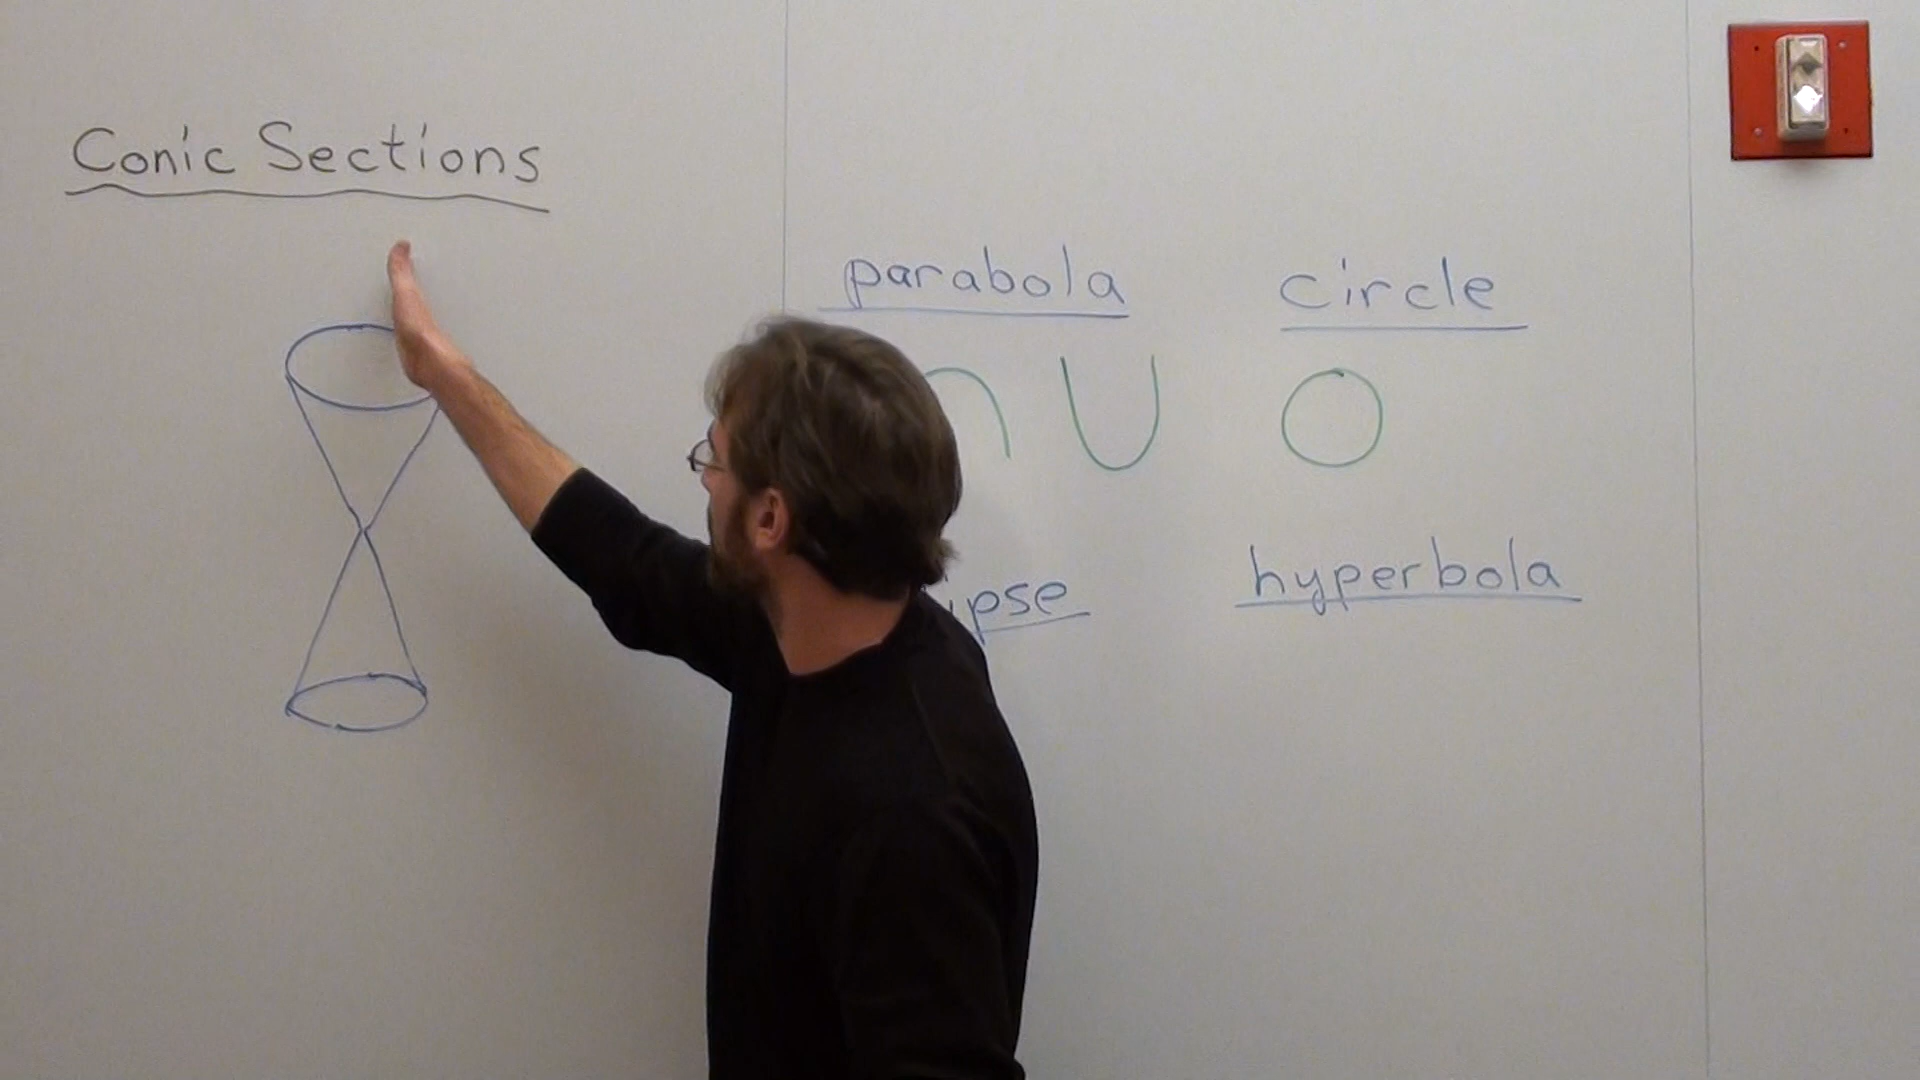 Conic Sections
parabola
circle
hyperbola